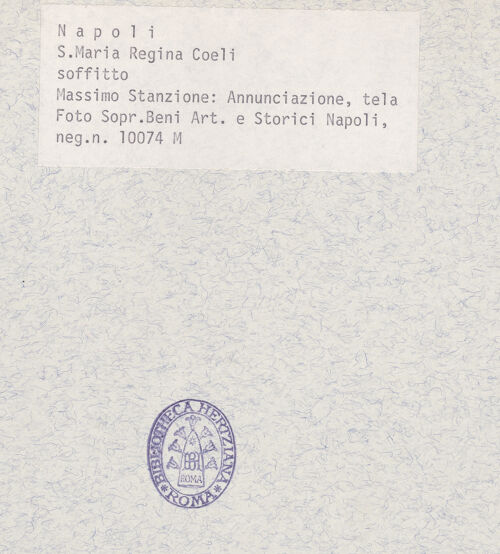 N a p o l i
S.Maria Regina Coeli
soffitto
Massimo Stanzione: Annunciazione, tela
Foto Sopr.Beni Art. e Storici Napoli,
neg.n. 10074 M
BIBLIOTHECA HERTZIANA
ROMA
* ROMA *